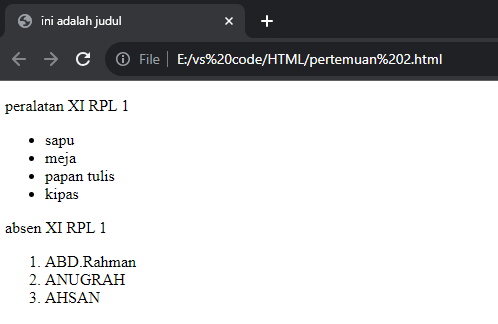 ini adalah judul
File E:/vs%20code/HTML/pertemuan%202.html
peralatan XI RPL 1
• sapu
• meja
• papan tulis
• kipas
absen XI RPL 1
1. ABD.Rahman
2. ANUGRAH
3. AHSAN